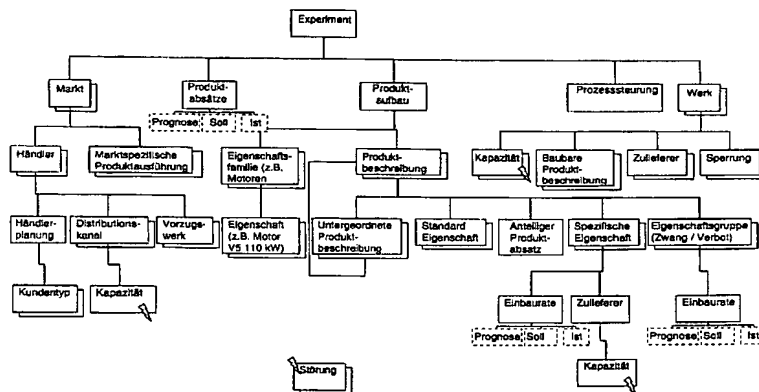 Experiment
Markt
Produkt-
absätze
Produkt-
aufbau
Prozesssteurung
Werk
Prognose
Soll
Ist
Händler
Marktspezifische
Produktausführung
Eigenschafts-
familie (z.B.
Motoren
Produkt-
beschreibung
Kapazität
Baubare
Produkt-
beschreibung
Zulieferer
Sperrung
Händler-
planung
Distributions-
kanal
Vorzugs-
werk
Eigenschaft
(z.B. Motor
V5 110 kW)
Untergeordnete
Produkt-
beschreibung
Standard
Eigenschaft
Anteiliger
Produkt-
absatz
Spezifische
Eigenschaft
Eigenschaftsgruppe
(Zwang / Verbot)
Kundentyp
Kapazität
Einbaurate
Zulieferer
Einbaurate
Prognose
Soll
Ist
Prognose
Soll
Ist
Kapazität
Störung